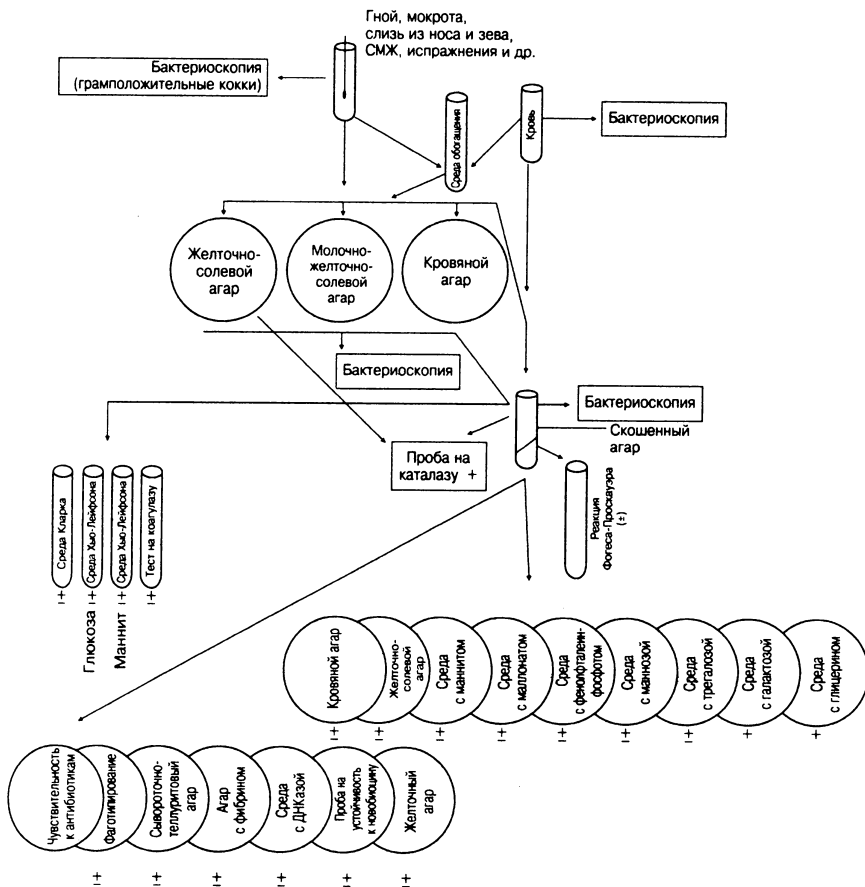 Гной, мокрота,
слизь из носа и зева,
СМЖ, испражнения и др.
Бактериоскопия
(грамположительные кокки)
Среда обогащения
Кровь
Бактериоскопия
Желточно-
солевой
агар
Молочно-
желточно-
солевой
агар
Кровяной
агар
Бактериоскопия
Бактериоскопия
Скошенный
агар
Проба на
каталазу +
Реакция
Фогеса-Проскауэра
(±)
Среда Кларка
Среда Хью-Лейфсона
Среда Хью-Лейфсона
Тест на коагулазу
±
Глюкоза ±
Маннит ±
±
Кровяной агар
Желточно-
солевой
агар
Среда
с маннитом
Среда
с маллонатом
Среда
с фенолфталеин-
фосфотом
Среда
с маннозой
Среда
с трегалозой
Среда
с галактозой
Среда
с глицерином
±
±
±
±
±
±
±
+
+
Чувствительность
к антибиотикам
Фаготипирование
Сывороточно-
теллуритовый
агар
Агар
с фибрином
Среда
с ДНКазой
Проба на
устойчивость
к новобиоцину
Желточный
агар
±
±
±
±
±
±